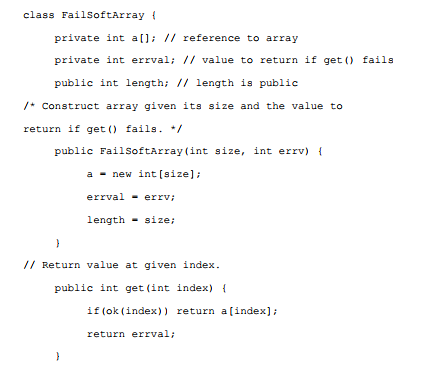 class FailSoftArray {
private int a[]; // reference to array
private int errval; // value to return if get() fails
public int length; // length is public
/* Construct array given its size and the value to
return if get() fails. */
public FailSoftArray(int size, int errv) {
a = new int[size];
errval = errv;
length = size;
}
// Return value at given index.
public int get(int index) {
if(ok(index)) return a[index];
return errval;
}